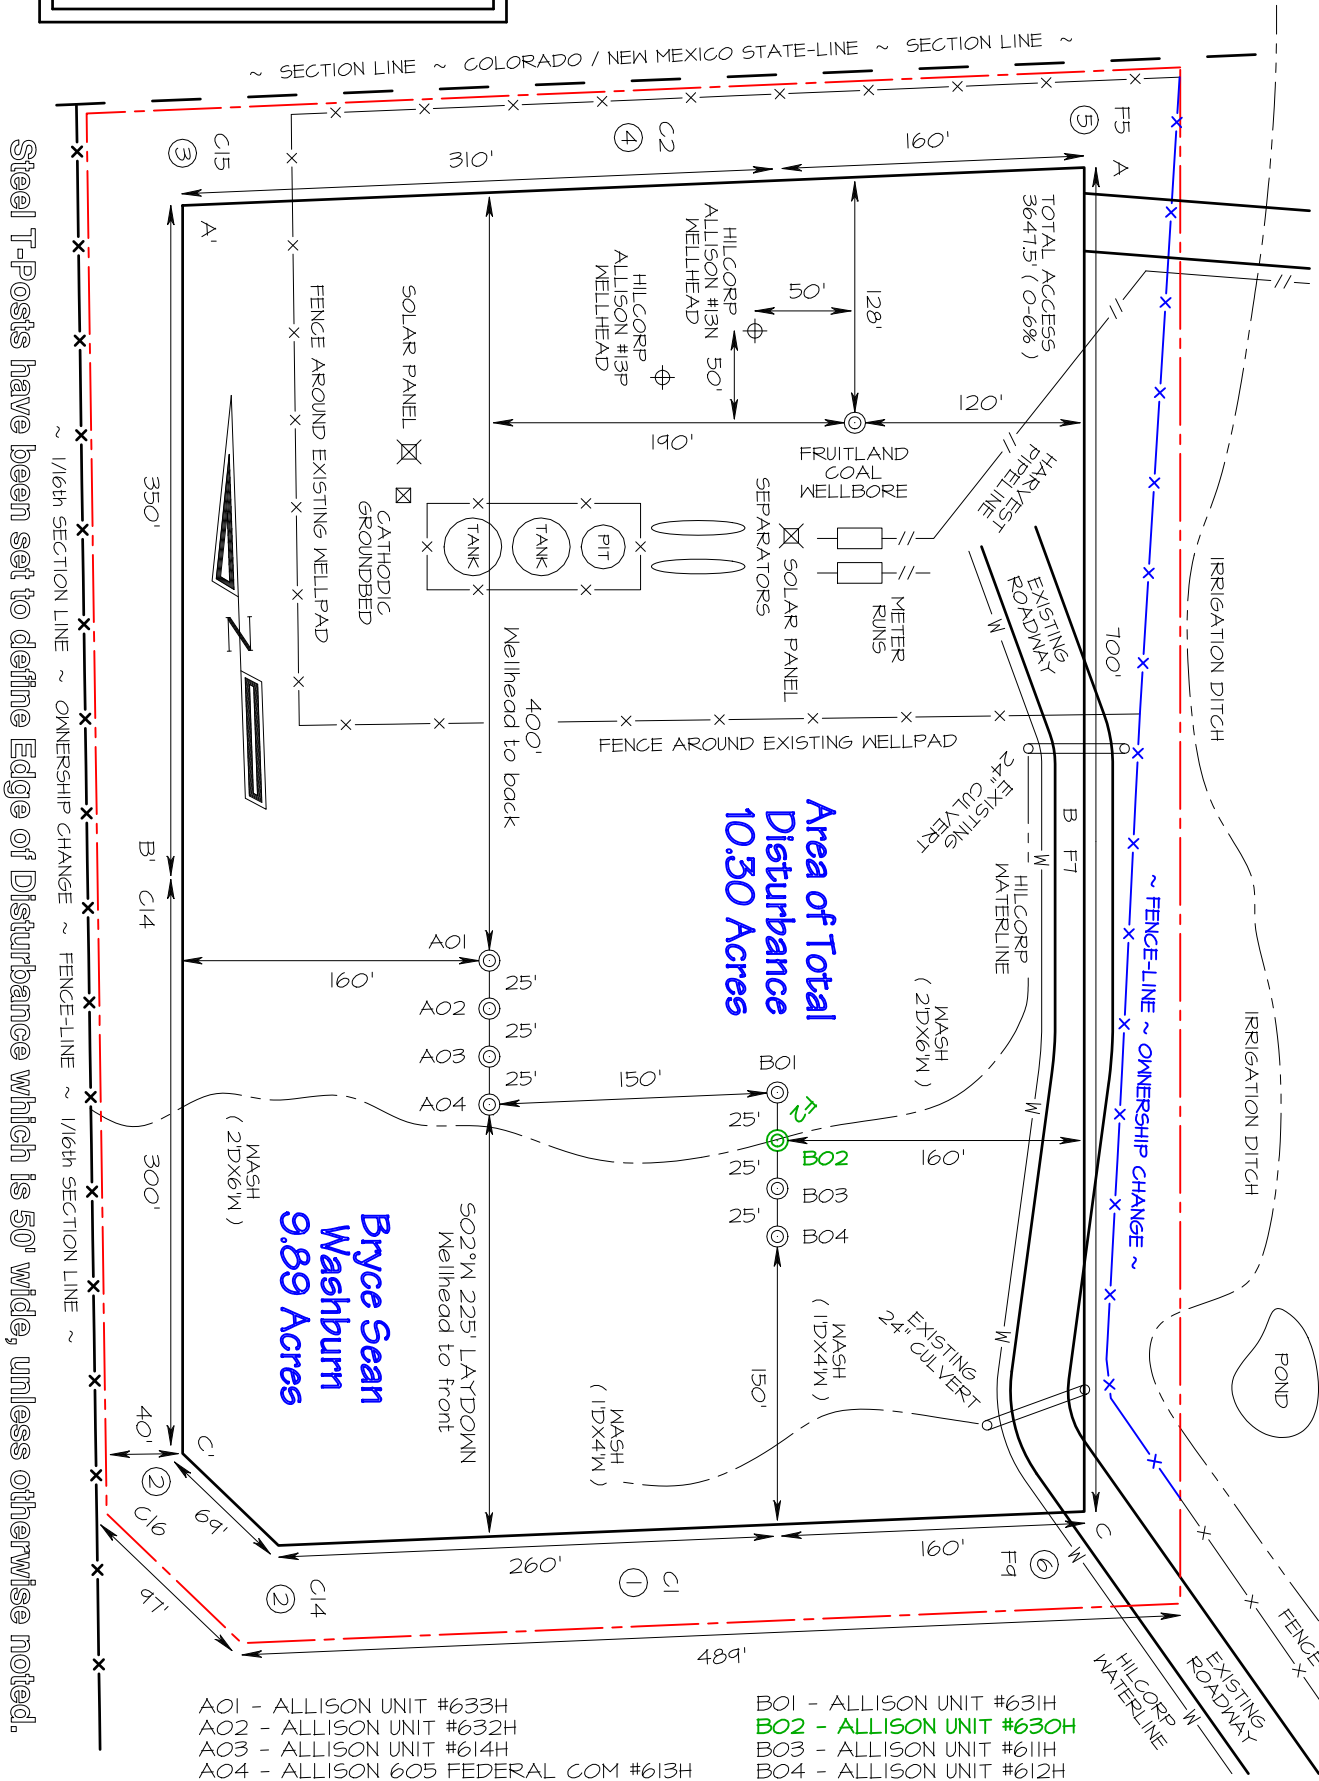 ~ SECTION LINE ~ COLORADO / NEW MEXICO STATE-LINE ~ SECTION LINE ~
F5
5
A
C2
4
C15
3
A'
160'
310'
TOTAL ACCESS
3647.5' ( 0-6% )
HILCORP
ALLISON #13N
WELLHEAD
HILCORP
ALLISON #13P
WELLHEAD
50'
50'
128'
120'
190'
FRUITLAND
COAL
WELLBORE
HARVEST
PIPELINE
SOLAR PANEL
FENCE AROUND EXISTING WELLPAD
CATHODIC
GROUNDBED
TANK
TANK
PIT
SEPARATORS
SOLAR PANEL
METER
RUNS
EXISTING
ROADWAY
700'
IRRIGATION DITCH
350'
N
400'
Wellhead to back
FENCE AROUND EXISTING WELLPAD
EXISTING
24" CULVERT
B
F7
HILCORP
WATERLINE
W
W
W
W
W
W
Area of Total
Disturbance
10.30 Acres
~ FENCE-LINE ~ OWNERSHIP CHANGE ~
IRRIGATION DITCH
B'
C14
A01
25'
A02
25'
A03
25'
A04
160'
150'
B01
F2
25'
B02
25'
B03
25'
B04
160'
WASH
( 2'DX6'W )
WASH
( 2'DX6'W )
300'
Bryce Sean
Washburn
9.89 Acres
S02°W 225' LAYDOWN
Wellhead to front
WASH
( 1'DX4'W )
WASH
( 1'DX4'W )
150'
EXISTING
24" CULVERT
POND
40'
C'
2
C16
69'
97'
2
C14
260'
1
C1
160'
F9
6
C
489'
FENCE
EXISTING
ROADWAY
HILCORP
WATERLINE
~ 1/16th SECTION LINE ~ OWNERSHIP CHANGE ~ FENCE-LINE ~ 1/16th SECTION LINE ~
Steel T-Posts have been set to define Edge of Disturbance which is 50' wide, unless otherwise noted.
A01 - ALLISON UNIT #633H
A02 - ALLISON UNIT #632H
A03 - ALLISON UNIT #614H
A04 - ALLISON 605 FEDERAL COM #613H
B01 - ALLISON UNIT #631H
B02 - ALLISON UNIT #630H
B03 - ALLISON UNIT #611H
B04 - ALLISON UNIT #612H